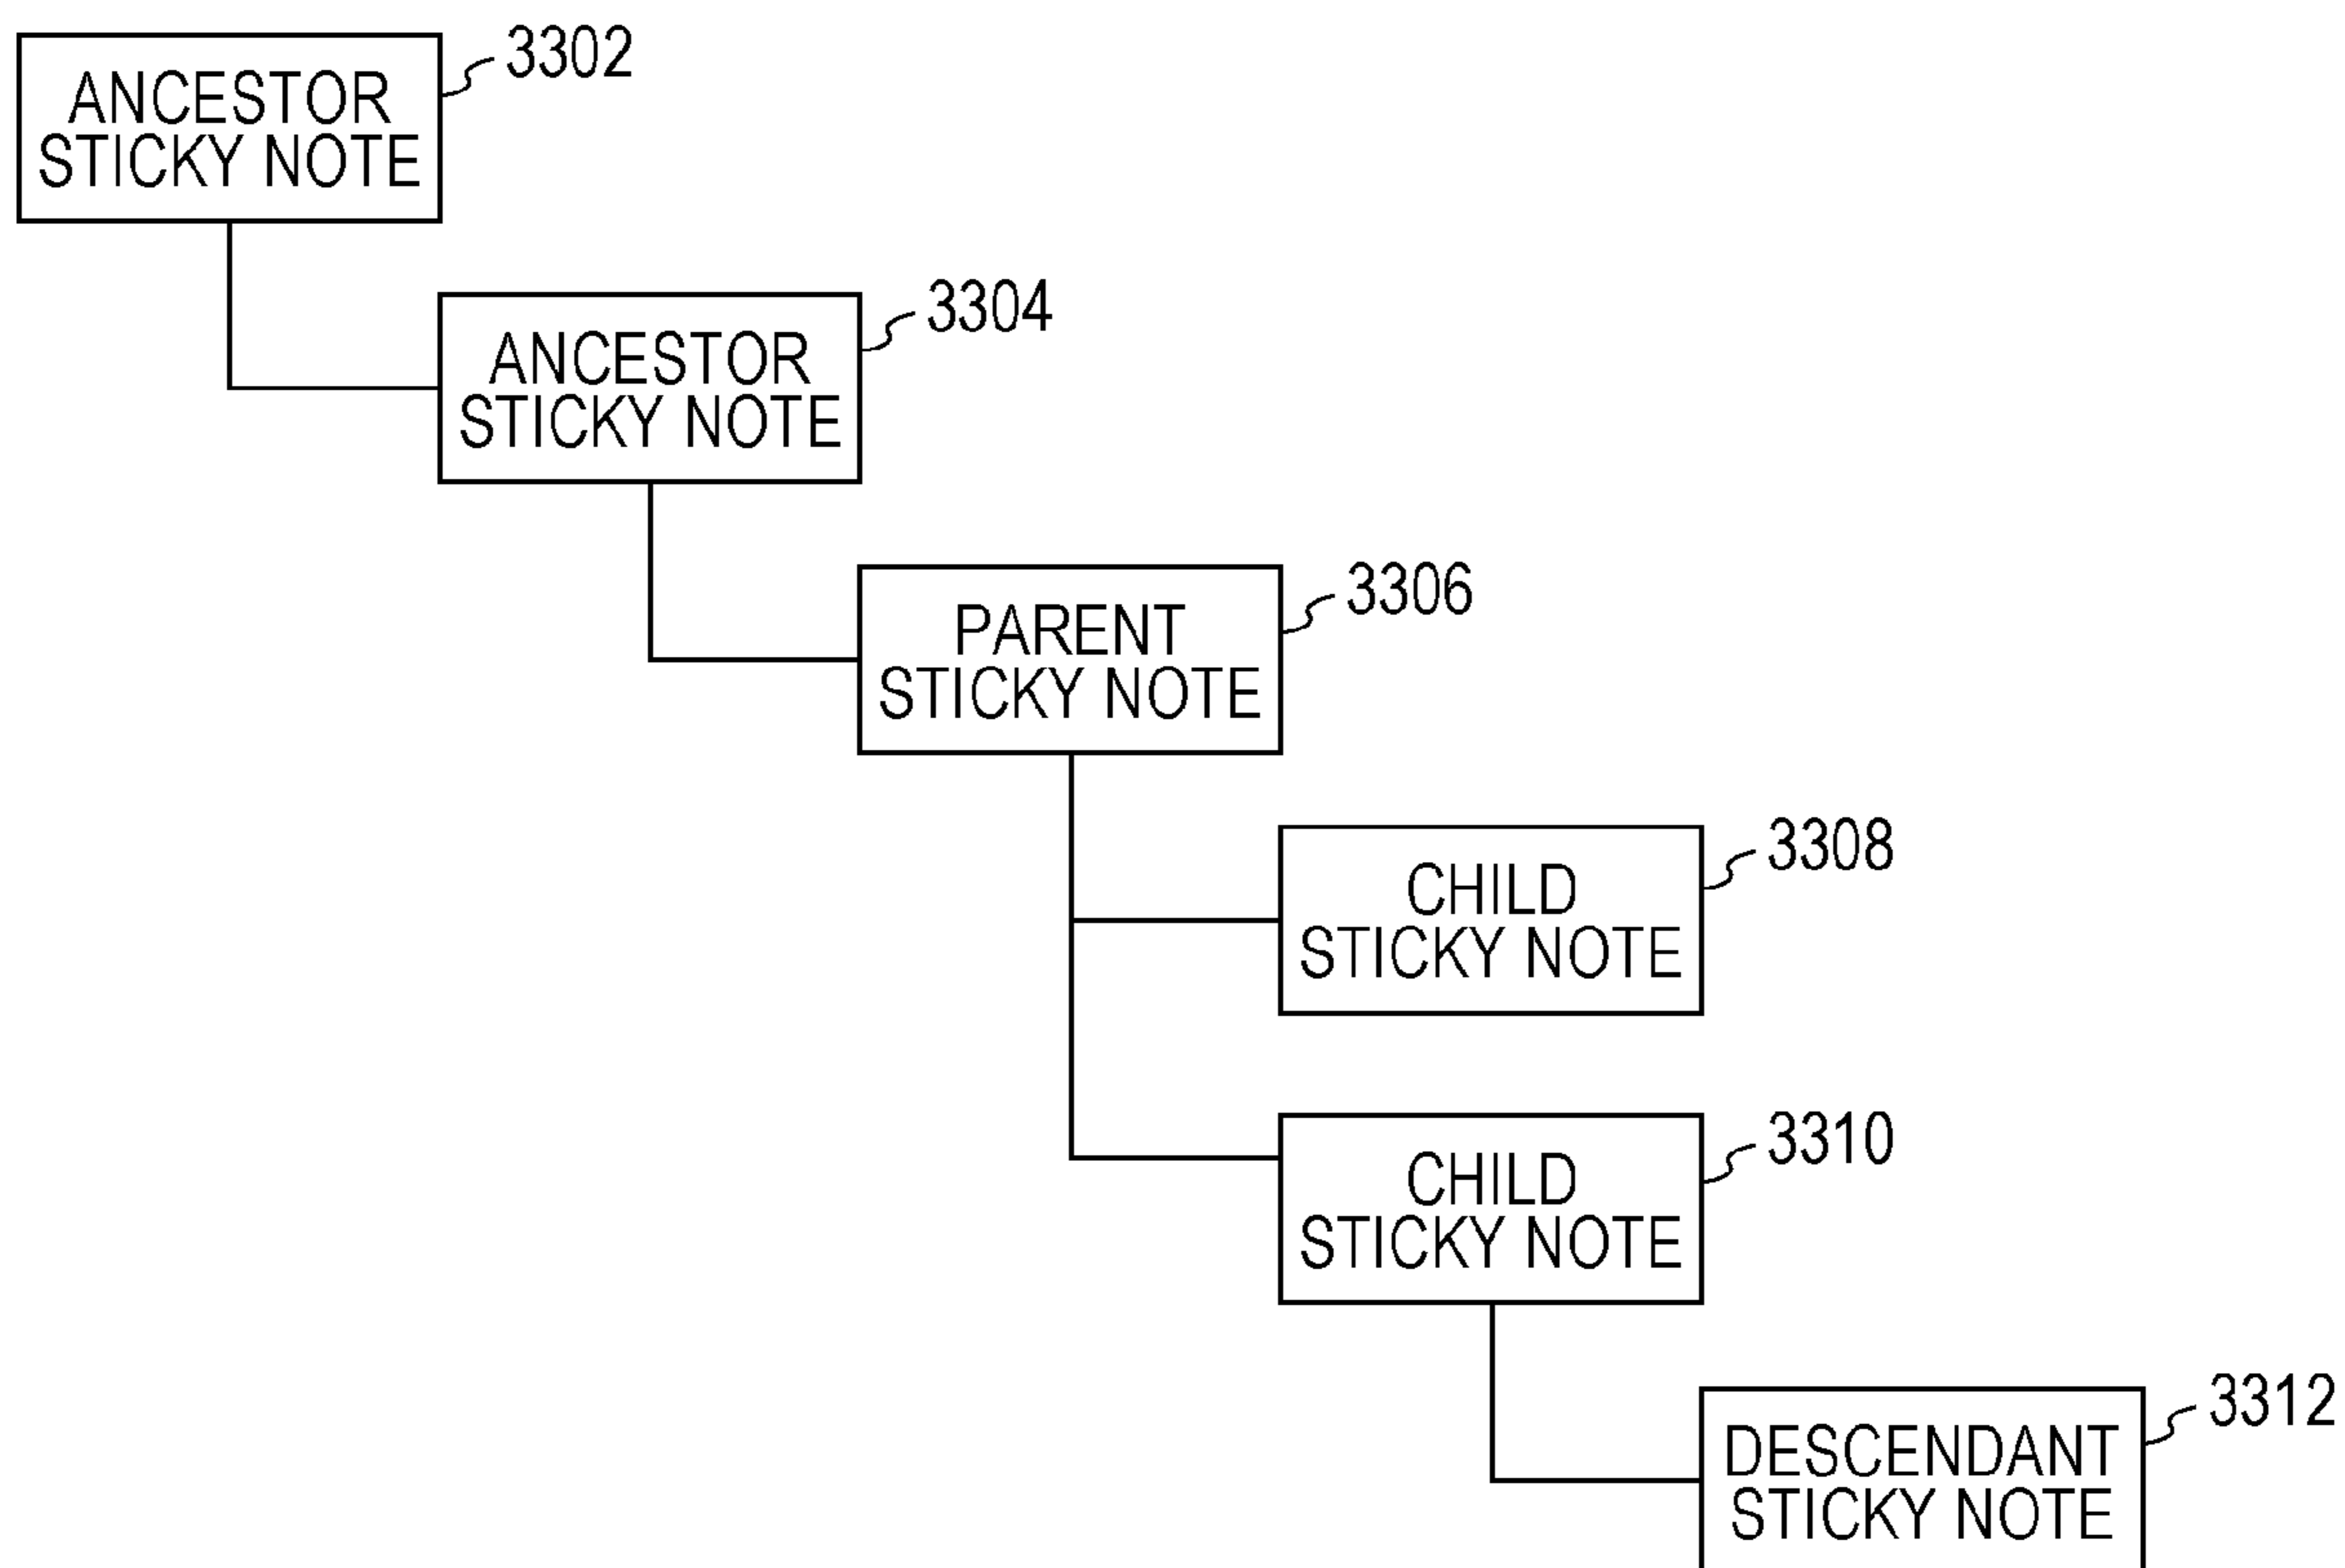 ANCESTOR
STICKY NOTE
3302
ANCESTOR
STICKY NOTE
3304
PARENT
STICKY NOTE
3306
CHILD
STICKY NOTE
3308
CHILD
STICKY NOTE
3310
DESCENDANT
STICKY NOTE
3312